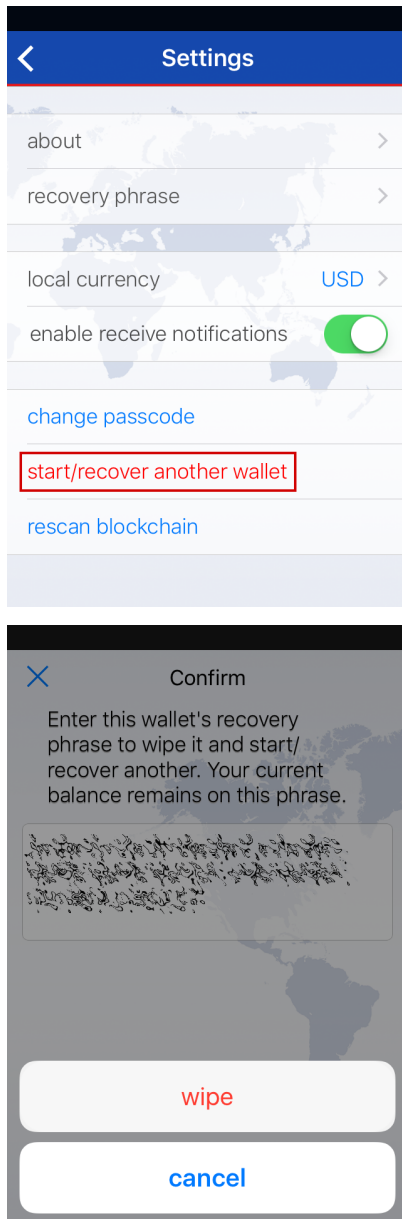 Settings
about
recovery phrase
local currency USD
enable receive notifications
change passcode
start/recover another wallet
rescan blockchain
Confirm
Enter this wallet's recovery
phrase to wipe it and start/
recover another. Your current
balance remains on this phrase.
wipe
cancel